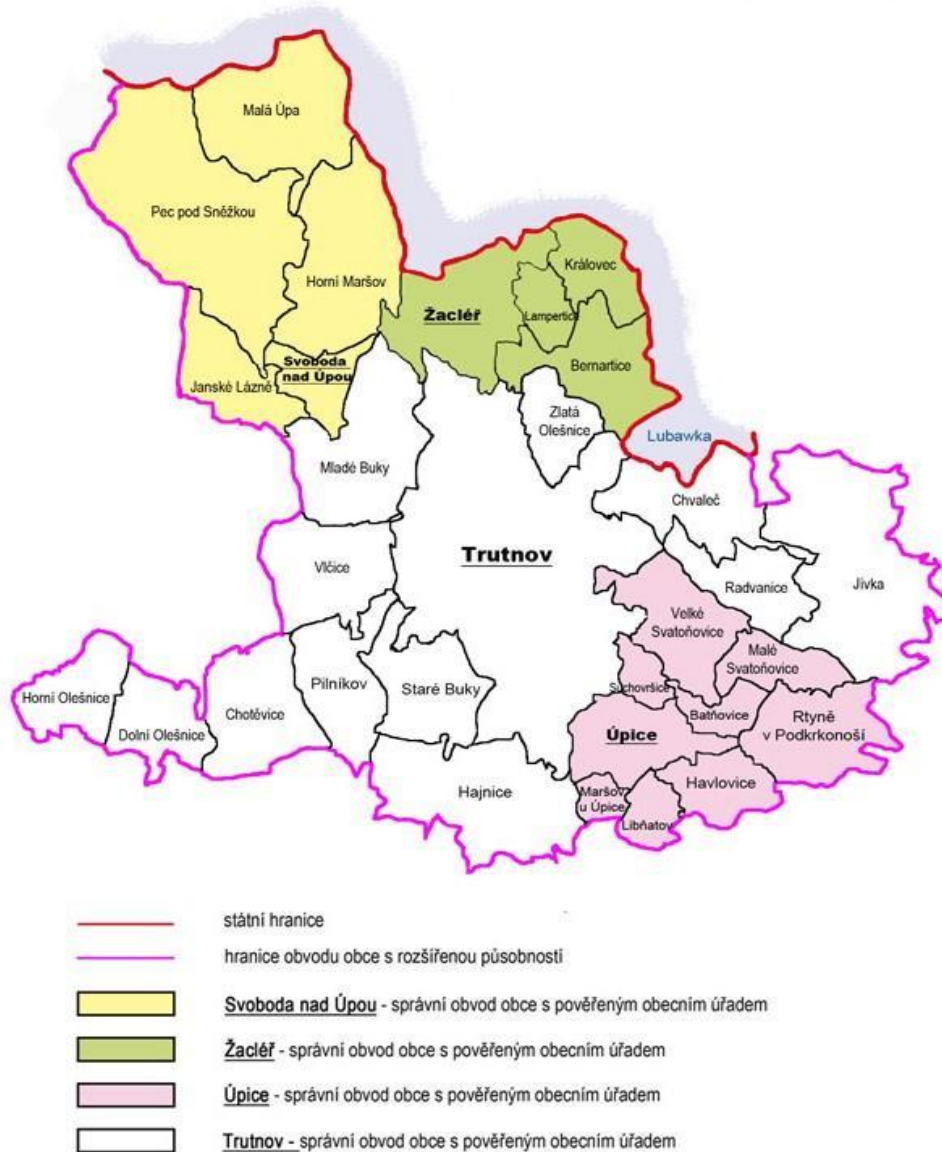 Malá Úpa
Pec pod Sněžkou
Horní Maršov
Královec
Žacléř
Lampertice
Bernartice
Svoboda
nad Úpou
Janské Lázně
Zlatá
Olešnice
Lubawka
Mladé Buky
Chvaleč
Trutnov
Vlčice
Radvanice
Jívka
Velké
Svatoňovice
Malé
Svatoňovice
Suchovršice
Pilníkov
Staré Buky
Horní Olešnice
Chotěvice
Dolní Olešnice
Batňovice
Rtyně
v Podkrkonoší
Úpice
Hajnice
Havlovice
Maršov
u Úpice
Libňatov
státní hranice
hranice obvodu obce s rozšířenou působností
Svoboda nad Úpou - správní obvod obce s pověřeným obecním úřadem
Žacléř - správní obvod obce s pověřeným obecním úřadem
Úpice - správní obvod obce s pověřeným obecním úřadem
Trutnov - správní obvod obce s pověřeným obecním úřadem